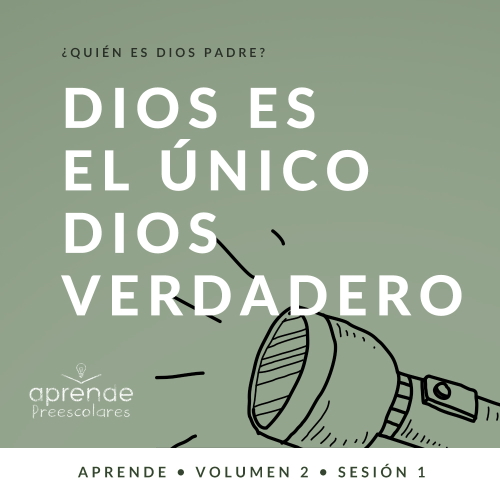 ¿QUIÉN ES DIOS PADRE?
DIOS ES
EL ÚNICO
DIOS
VERDADERO
aprende
Preescolares
APRENDE • VOLUMEN 2 • SESIÓN 1